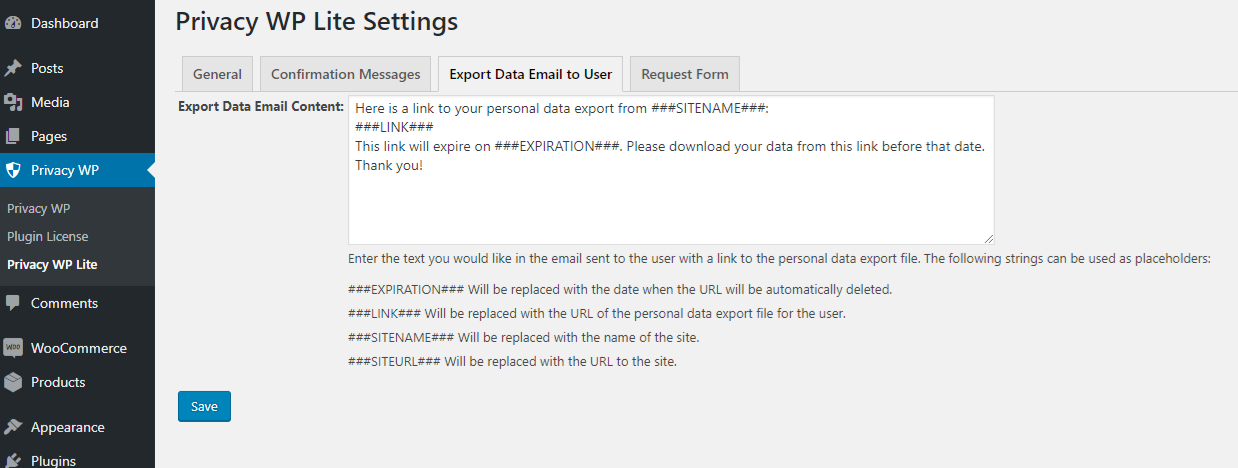 Dashboard
Posts
Media
Pages
Privacy WP
Privacy WP
Plugin License
Privacy WP Lite
Comments
WOO WooCommerce
Products
Appearance
Plugins
Privacy WP Lite Settings
General Confirmation Messages Export Data Email to User Request Form
Export Data Email Content: Here is a link to your personal data export from ###SITENAME###:
###LINK###
This link will expire on ###EXPIRATION###. Please download your data from this link before that date.
Thank you!
Enter the text you would like in the email sent to the user with a link to the personal data export file. The following strings can be used as placeholders:
###EXPIRATION### Will be replaced with the date when the URL will be automatically deleted.
###LINK### Will be replaced with the URL of the personal data export file for the user.
###SITENAME### Will be replaced with the name of the site.
###SITEURL### Will be replaced with the URL to the site.
Save